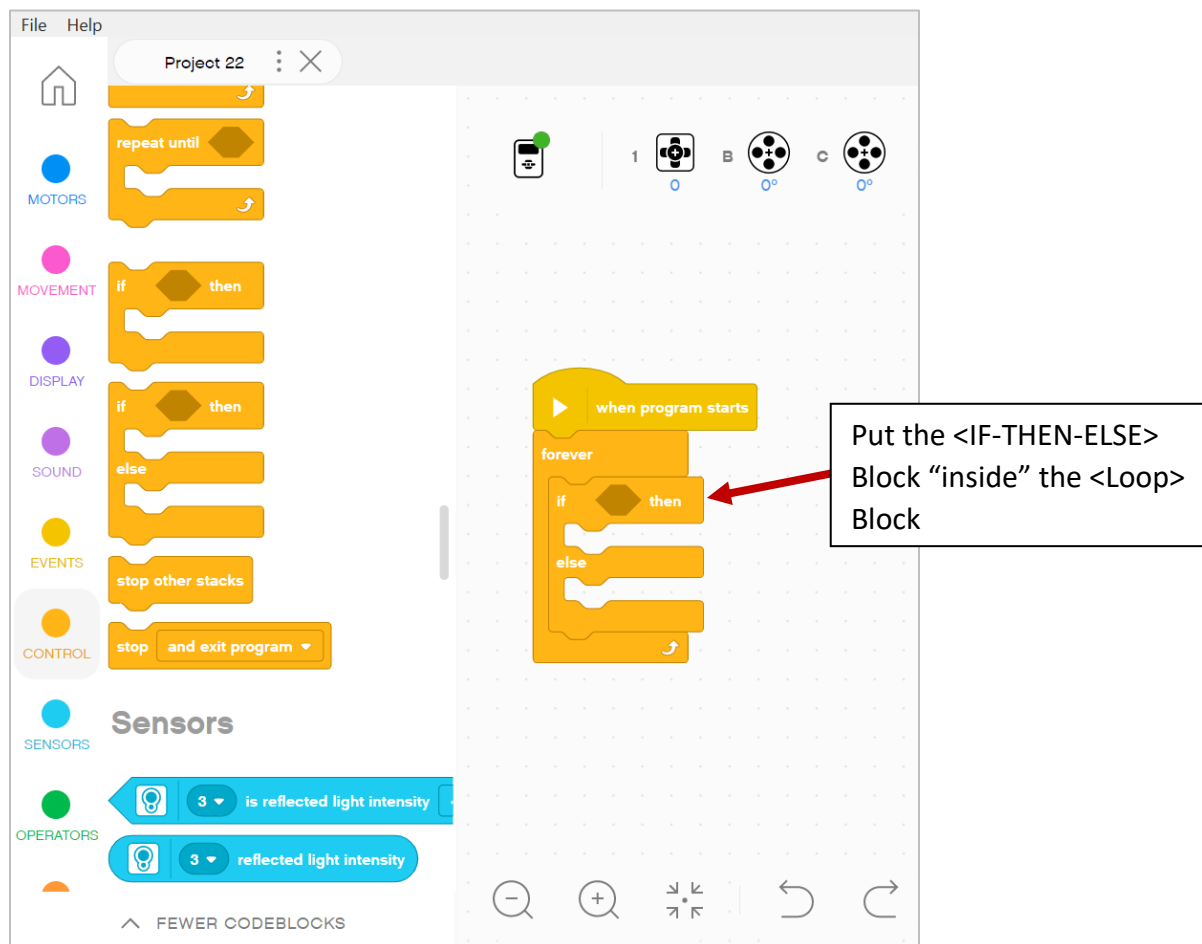 File Help
Project 22
MOTORS
MOVEMENT
DISPLAY
SOUND
EVENTS
CONTROL
SENSORS
OPERATORS
repeat until
if then
if then
else
stop other stacks
stop and exit program
Sensors
3 is reflected light intensity
3 reflected light intensity
FEWER CODEBLOCKS
1 B C
0 0° 0°
when program starts
forever
if then
else
Put the <IF-THEN-ELSE>
Block “inside” the <Loop>
Block